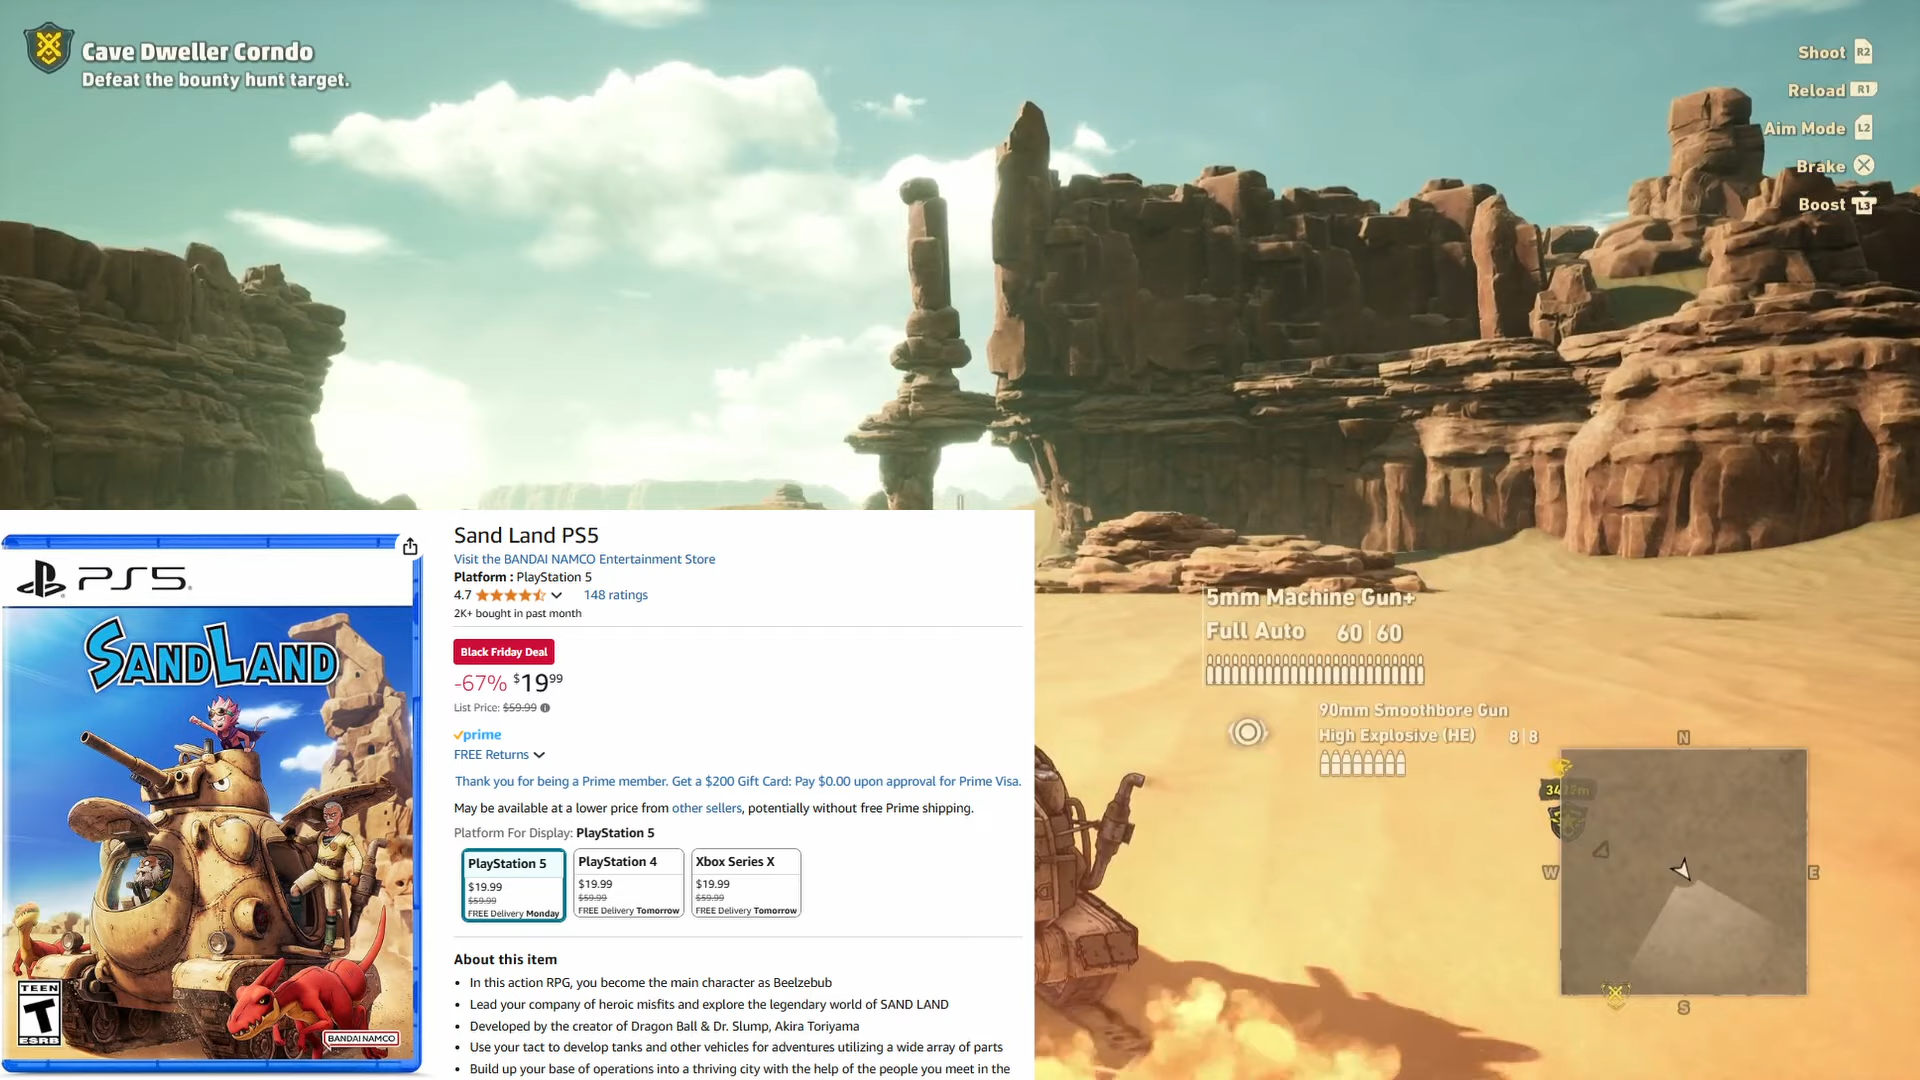 Cave Dweller Corndo
Defeat the bounty hunt target.
Shoot R2
Reload R1
Aim Mode L2
Brake
Boost L3
PS5
SAND LAND
TEEN
T
ESRB
BANDAI NAMCO
Sand Land PS5
Visit the BANDAI NAMCO Entertainment Store
Platform : PlayStation 5
4.7 148 ratings
2K+ bought in past month
Black Friday Deal
-67% $19 99
List Price: $59.99
prime
FREE Returns
Thank you for being a Prime member. Get a $200 Gift Card: Pay $0.00 upon approval for Prime Visa.
May be available at a lower price from other sellers, potentially without free Prime shipping.
Platform For Display: PlayStation 5
PlayStation 5
$19.99
$59.99
FREE Delivery Monday
PlayStation 4
$19.99
$59.99
FREE Delivery Tomorrow
Xbox Series X
$19.99
$59.99
FREE Delivery Tomorrow
About this item
• In this action RPG, you become the main character as Beelzebub
• Lead your company of heroic misfits and explore the legendary world of SAND LAND
• Developed by the creator of Dragon Ball & Dr. Slump, Akira Toriyama
• Use your tact to develop tanks and other vehicles for adventures utilizing a wide array of parts
• Build up your base of operations into a thriving city with the help of the people you meet in the
5mm Machine Gun+
Full Auto 60 | 60
90mm Smoothbore Gun
High Explosive (HE) 8 | 8
N
W
E
S